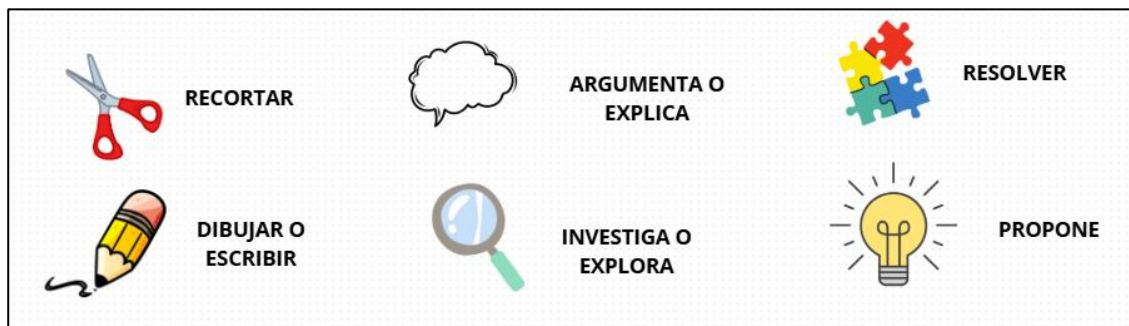 RECORTAR
ARGUMENTA O
EXPLICA
RESOLVER
DIBUJAR O
ESCRIBIR
INVESTIGA O
EXPLORA
PROPONE